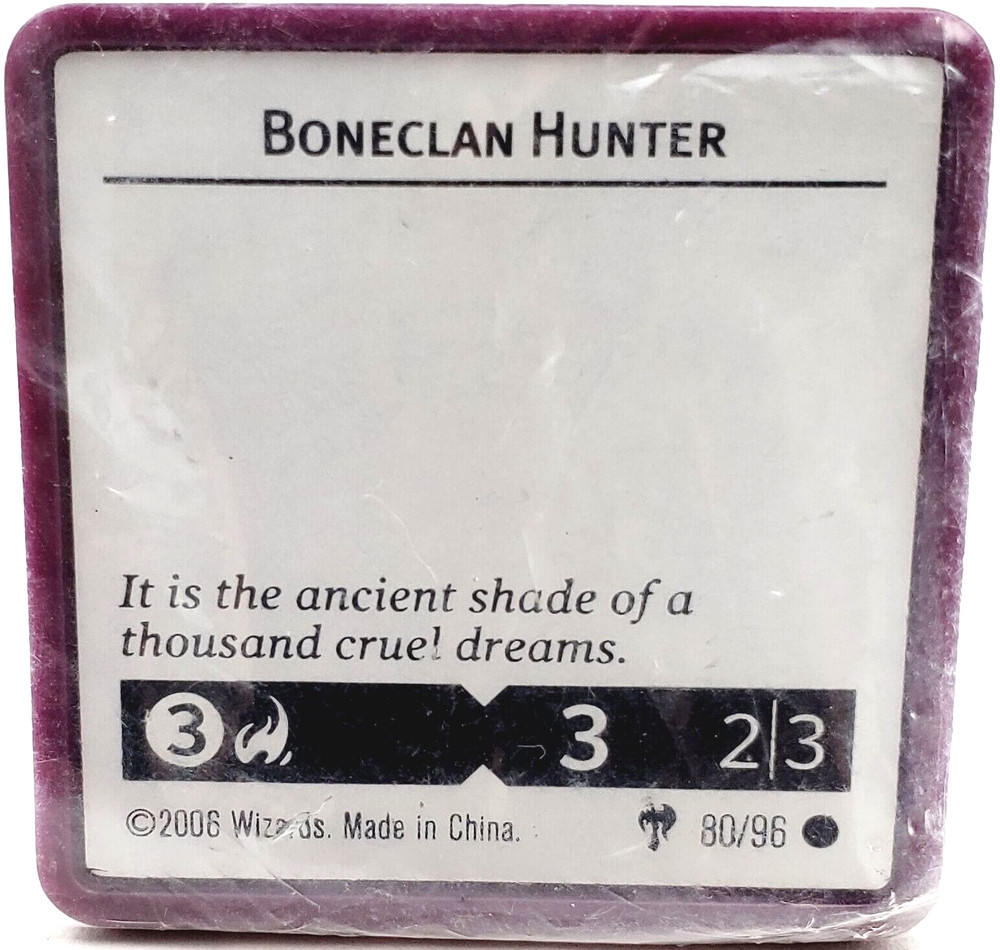 BONECLAN HUNTER
It is the ancient shade of a
thousand cruel dreams.
3 3 2|3
©2006 Wizards. Made in China. 80/96